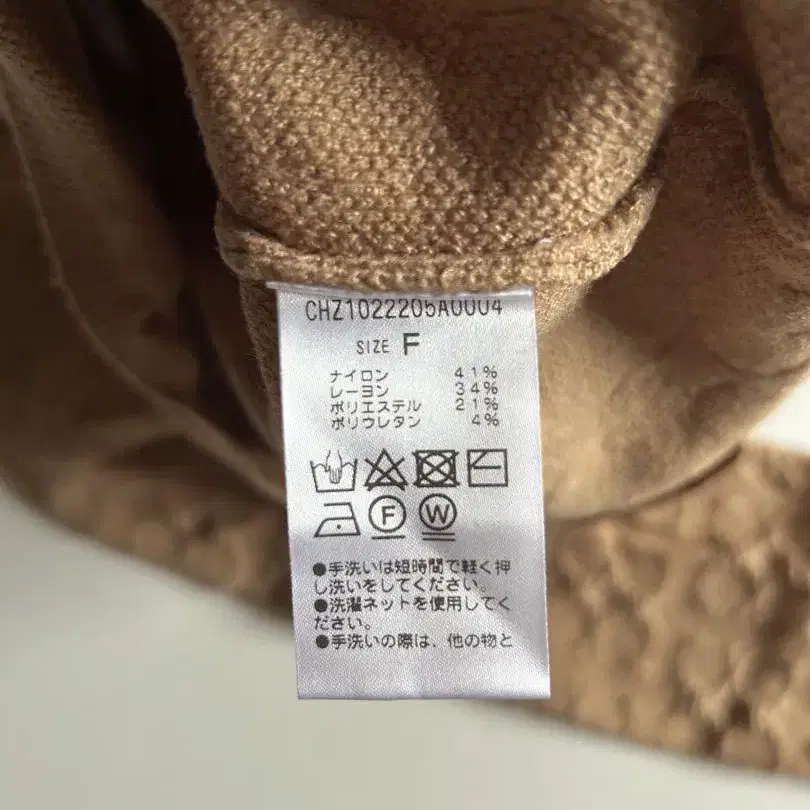 CHZ1022205A0004
SIZE F
ナイロン 41%
レーヨン 34%
ポリエステル 21%
ポリウレタン 4%
F W
●手洗いは短時間で軽く押
し洗いをしてください。
●洗濯ネットを使用してく
ださい。
●手洗いの際は、他の物と